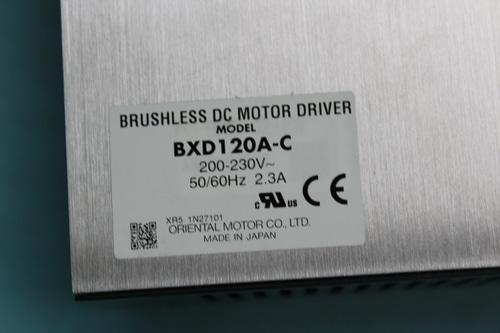 BRUSHLESS DC MOTOR DRIVER
MODEL
BXD120A-C
200-230V~
50/60Hz 2.3A
c RU us CE
XR5 1N27101
ORIENTAL MOTOR CO., LTD.
MADE IN JAPAN